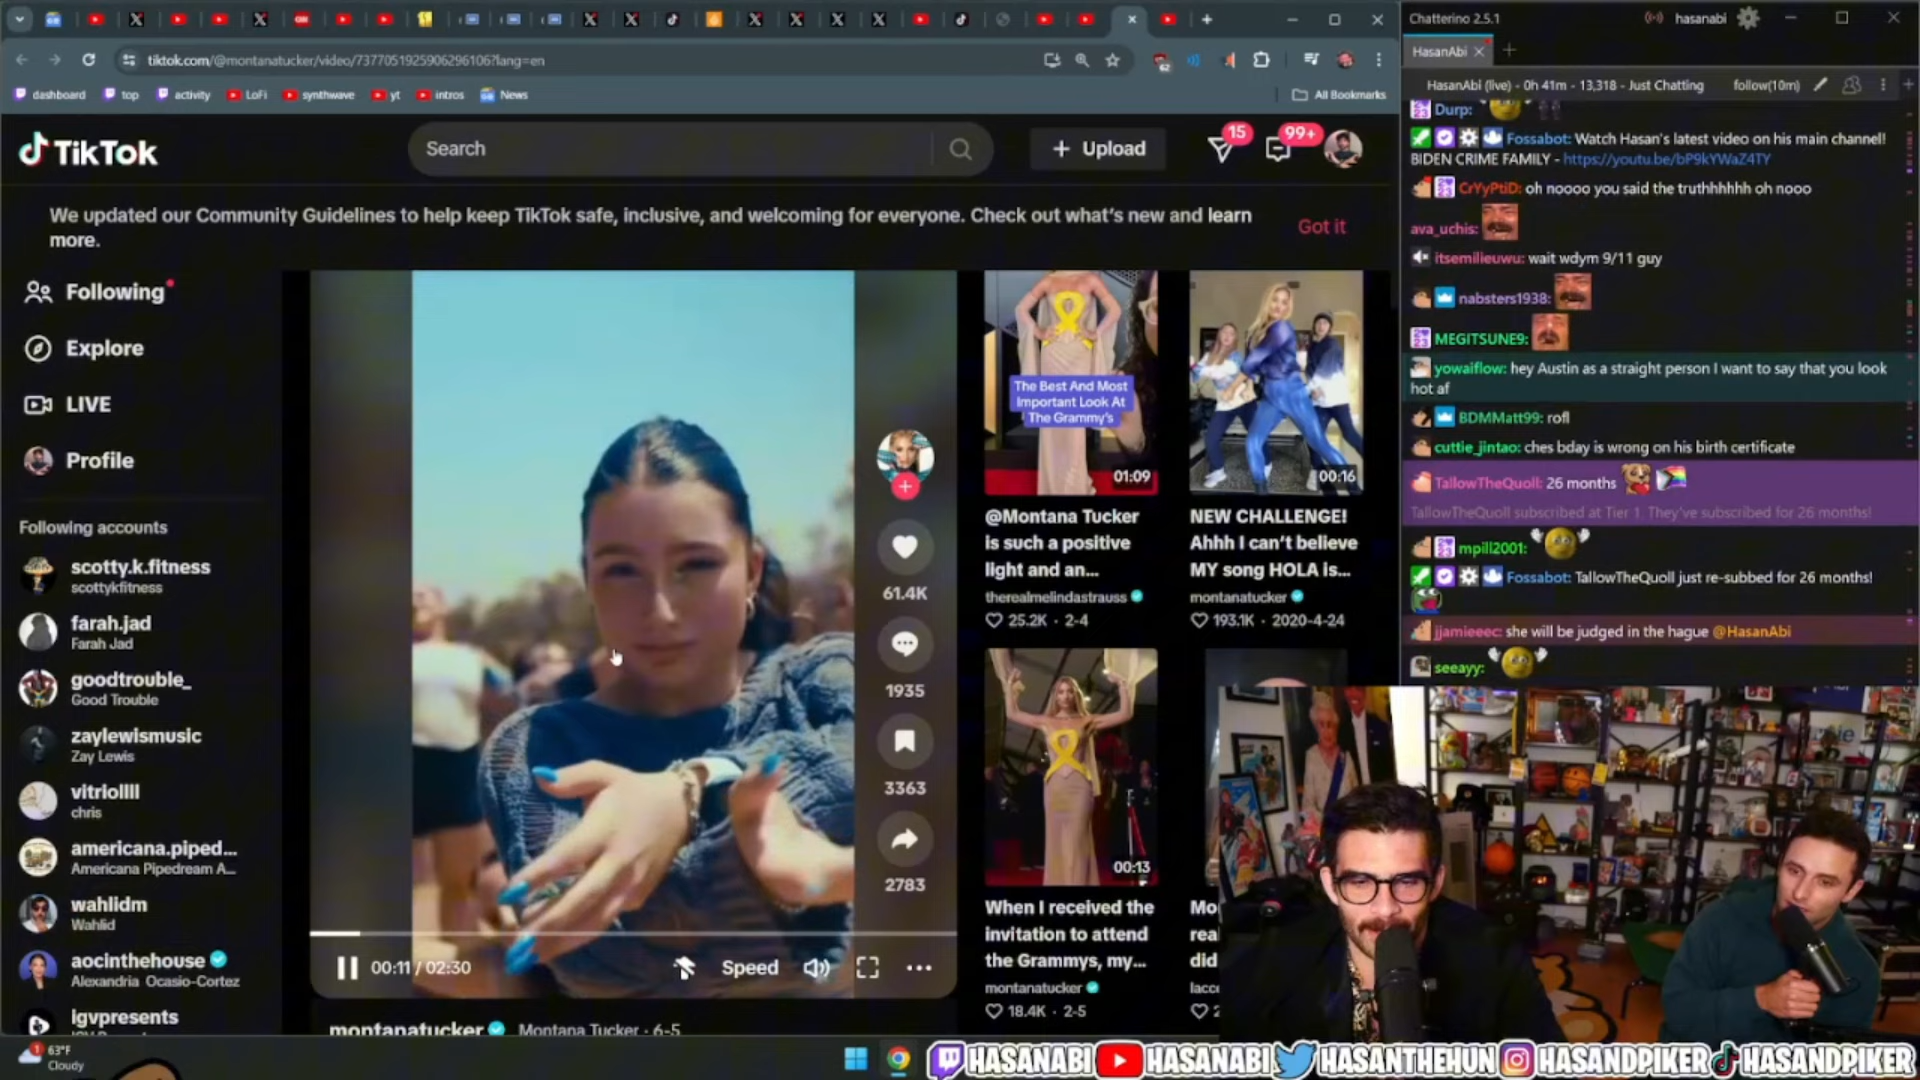 Chatterino 2.5.1
hasanabi
tiktok.com/@montanatucker/video/7377051925906296106?lang=en
62
HasanAbi
dashboard
top
activity
LoFi
synthwave
yt
intros
News
All Bookmarks
HasanAbi (live) - 0h 41m - 13,318 - Just Chatting
follow(10m)
TikTok
Search
+ Upload
15
99+
We updated our Community Guidelines to help keep TikTok safe, inclusive, and welcoming for everyone. Check out what's new and learn
more.
Got it
Following
Explore
LIVE
Profile
Following accounts
scotty.k.fitness
scottykfitness
farah.jad
Farah Jad
goodtrouble_
Good Trouble
zaylewismusic
Zay Lewis
vitriollll
chris
americana.piped...
Americana Pipedream A...
wahlidm
Wahlid
aocinthehouse
Alexandria Ocasio-Cortez
igvpresents
61.4K
1935
3363
2783
00:11 / 02:30
Speed
montanatucker
Montana Tucker · 6-5
The Best And Most
Important Look At
The Grammy's
01:09
@Montana Tucker
is such a positive
light and an...
therealmelindastrauss
25.2K · 2-4
00:16
NEW CHALLENGE!
Ahhh I can't believe
MY song HOLA is...
montanatucker
193.1K · 2020-4-24
00:13
When I received the
invitation to attend
the Grammys, my...
montanatucker
18.4K · 2-5
Mo
rea
did
lacc
2
Durp:
Fossabot: Watch Hasan's latest video on his main channel!
BIDEN CRIME FAMILY - https://youtu.be/bP9kYWaZ4TY
CrYyPtiD: oh noooo you said the truthhhhhh oh nooo
ava_uchis:
itsemilieuwu: wait wdym 9/11 guy
nabsters1938:
MEGITSUNE9:
yowaiflow: hey Austin as a straight person I want to say that you look
hot af
BDMMatt99: rofl
cuttie_jintao: ches bday is wrong on his birth certificate
TallowTheQuoll: 26 months
TallowTheQuoll subscribed at Tier 1. They've subscribed for 26 months!
mpill2001:
Fossabot: TallowTheQuoll just re-subbed for 26 months!
jjamieeec: she will be judged in the hague @HasanAbi
seeayy:
1
63°F
Cloudy
HASANABI
HASANABI
HASANTHEHUN
HASANDPIKER
HASANDPIKER